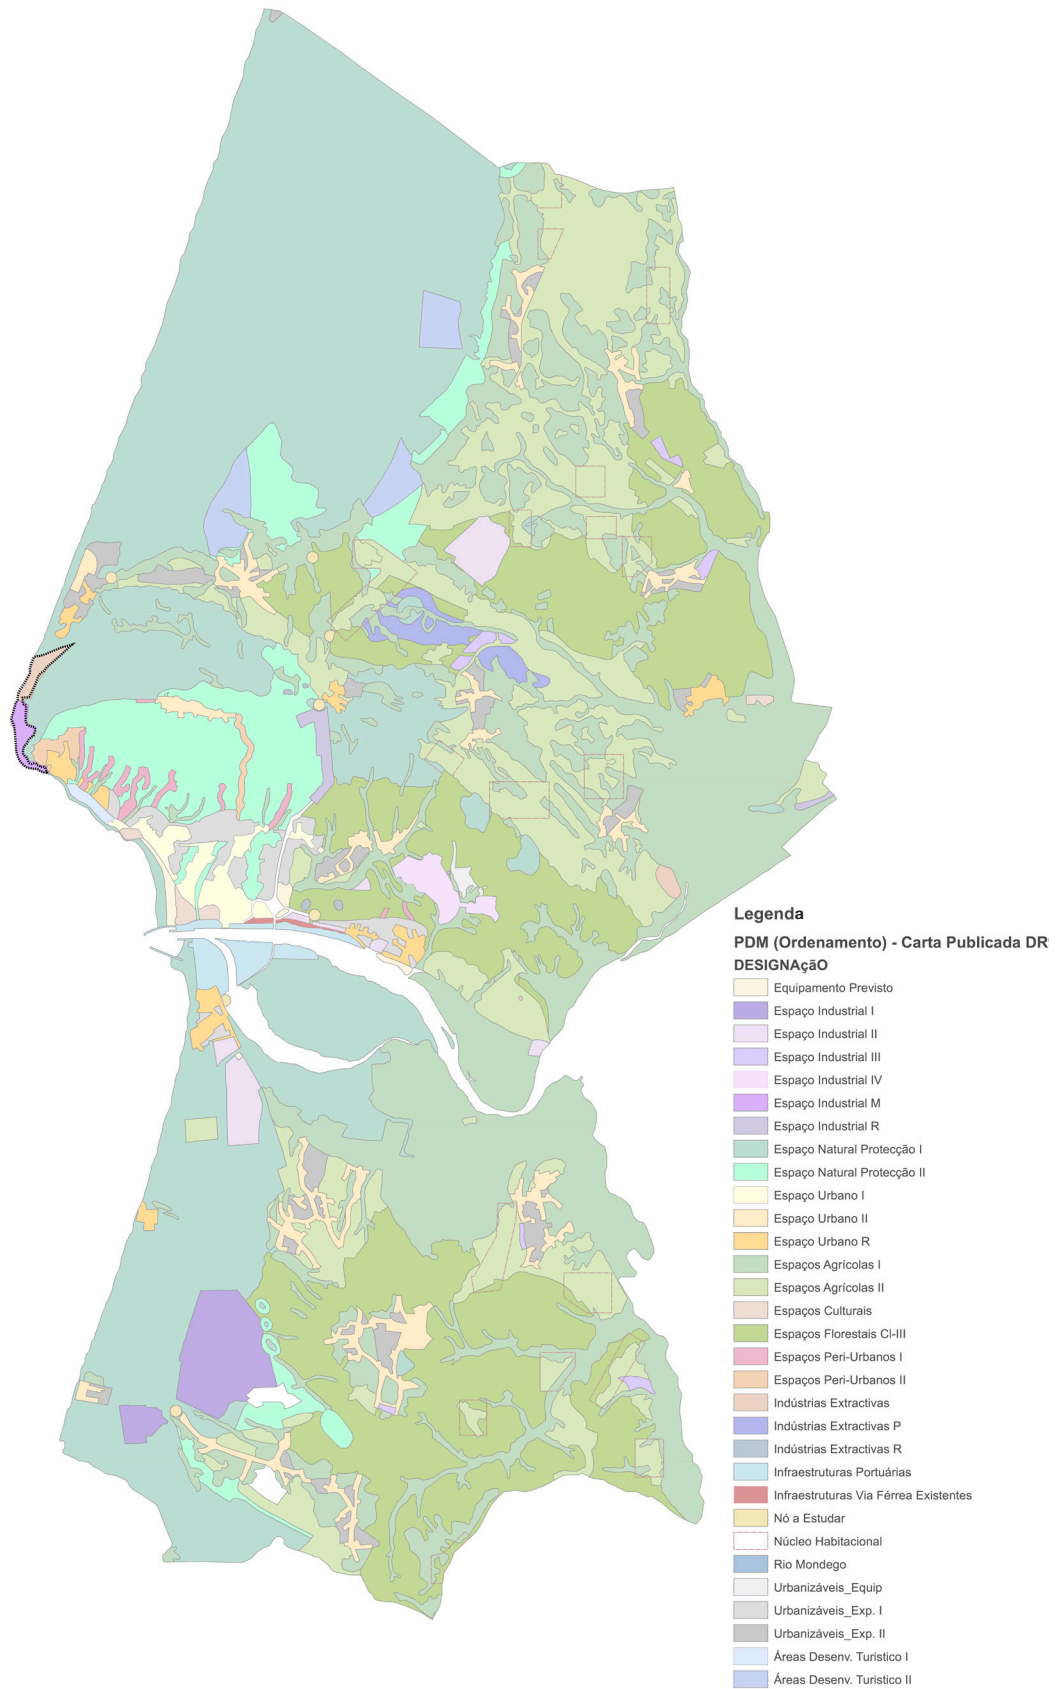 Legenda
PDM (Ordenamento) - Carta Publicada DR
DESIGNAçãO
Equipamento Previsto
Espaço Industrial I
Espaço Industrial II
Espaço Industrial III
Espaço Industrial IV
Espaço Industrial M
Espaço Industrial R
Espaço Natural Protecção I
Espaço Natural Protecção II
Espaço Urbano I
Espaço Urbano II
Espaço Urbano R
Espaços Agrícolas I
Espaços Agrícolas II
Espaços Culturais
Espaços Florestais Cl-III
Espaços Peri-Urbanos I
Espaços Peri-Urbanos II
Indústrias Extractivas
Indústrias Extractivas P
Indústrias Extractivas R
Infraestruturas Portuárias
Infraestruturas Via Férrea Existentes
Nó a Estudar
Núcleo Habitacional
Rio Mondego
Urbanizáveis_Equip
Urbanizáveis_Exp. I
Urbanizáveis_Exp. II
Áreas Desenv. Turistico I
Áreas Desenv. Turistico II